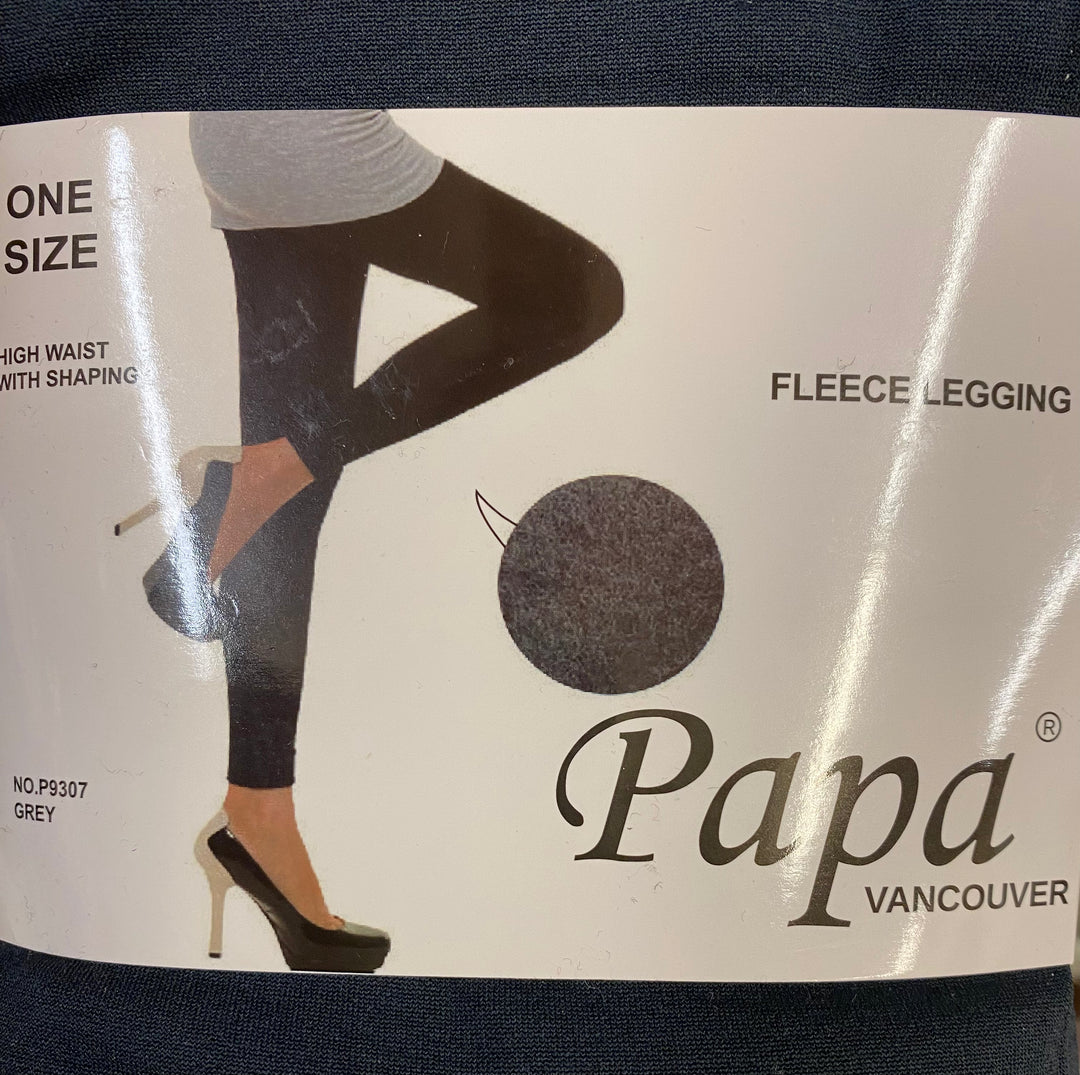 ONE
SIZE
HIGH WAIST
WITH SHAPING
FLEECE LEGGING
NO.P9307
GREY
Papa ®
VANCOUVER